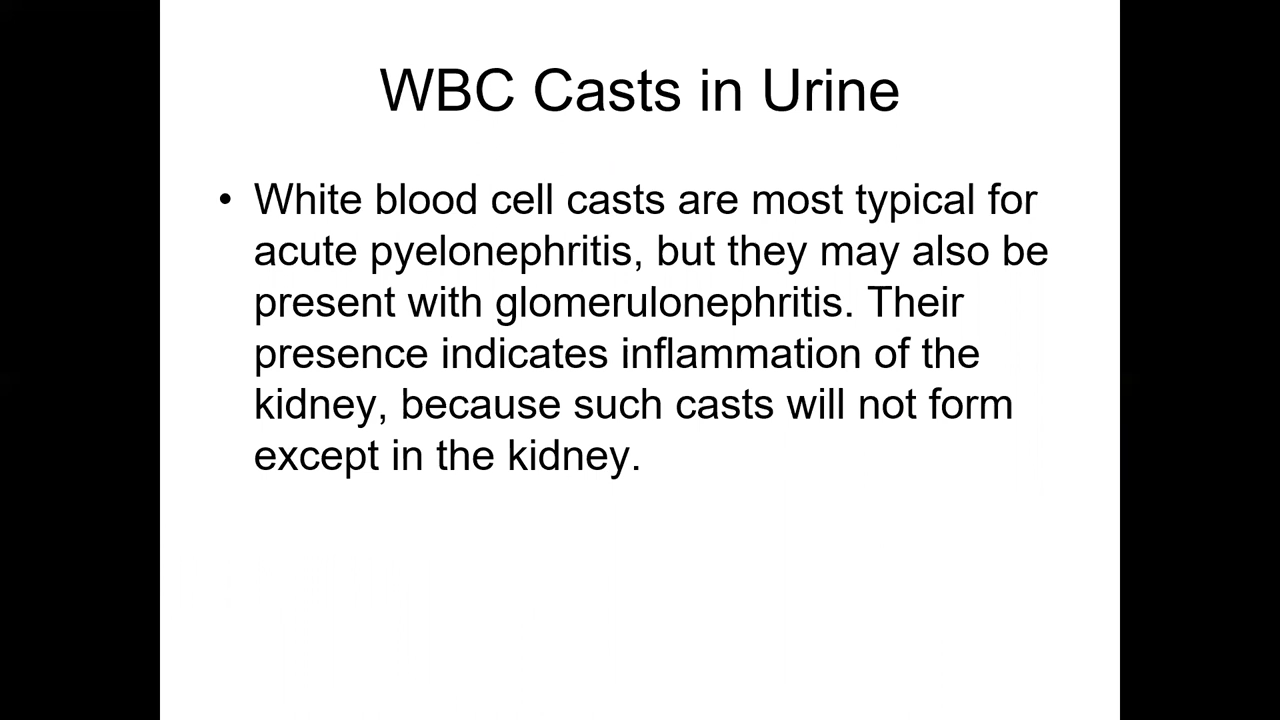 WBC Casts in Urine
• White blood cell casts are most typical for
acute pyelonephritis, but they may also be
present with glomerulonephritis. Their
presence indicates inflammation of the
kidney, because such casts will not form
except in the kidney.